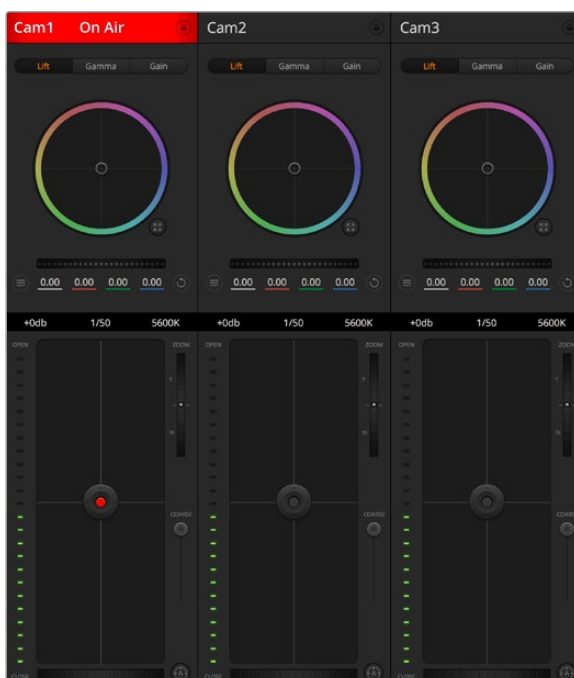 Cam1 On Air
Cam2
Cam3
Lift Gamma Gain
Lift Gamma Gain
Lift Gamma Gain
0.00 0.00 0.00 0.00
0.00 0.00 0.00 0.00
0.00 0.00 0.00 0.00
+0db 1/50 5600K
+0db 1/50 5600K
+0db 1/50 5600K
OPEN ZOOM
OPEN ZOOM
OPEN ZOOM
T
T
T
W
W
W
COARSE
COARSE
COARSE
CLOSE
CLOSE
CLOSE